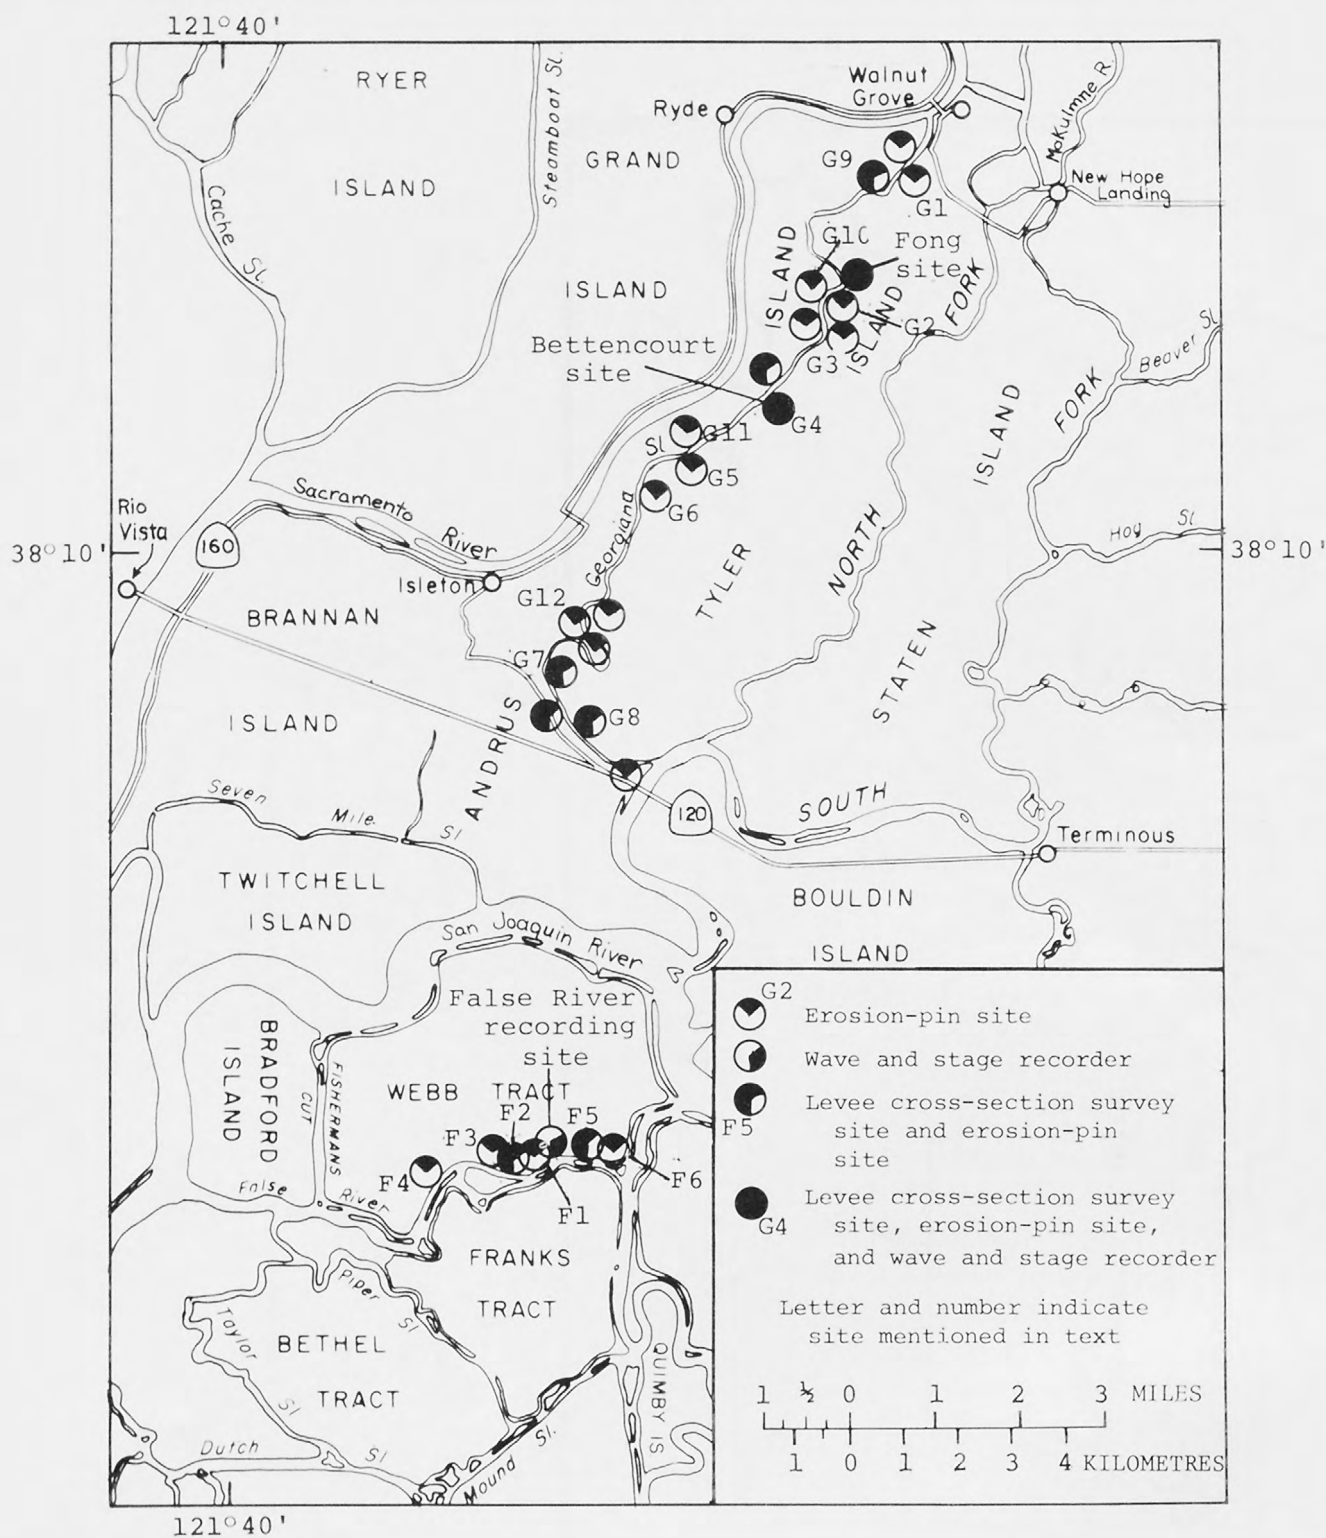 121°40'
RYER
ISLAND
Steamboat Sl.
GRAND
ISLAND
Ryde
Walnut
Grove
MoKulmne R.
New Hope
Landing
Cache Sl.
G9
G1
G10
Fong
site
ISLAND
ISLAND
FORK
G2
G3
Bettencourt
site
G4
Beaver Sl
ISLAND
FORK
G11
Sl
G5
G6
Georgiana
Sacramento River
Rio
Vista
160
38°10'
38°10'
Hog Sl
Isleton
BRANNAN
ISLAND
TYLER
NORTH
STATEN
G12
G7
G8
ANDRUS
120
SOUTH
Terminous
Seven Mile Sl
TWITCHELL
ISLAND
BOULDIN
ISLAND
San Joaquin River
False River
recording
site
BRADFORD
ISLAND
FISHERMANS
CUT
WEBB TRACT
F2
F5
F3
F4
F6
F1
False River
FRANKS
TRACT
Piper Sl
Taylor Sl
BETHEL
TRACT
QUIMBY IS
Dutch Sl
Mound Sl.
121°40'
G2
Erosion-pin site
Wave and stage recorder
F5
Levee cross-section survey
site and erosion-pin
site
G4
Levee cross-section survey
site, erosion-pin site,
and wave and stage recorder
Letter and number indicate
site mentioned in text
1 ½ 0 1 2 3 MILES
1 0 1 2 3 4 KILOMETRES